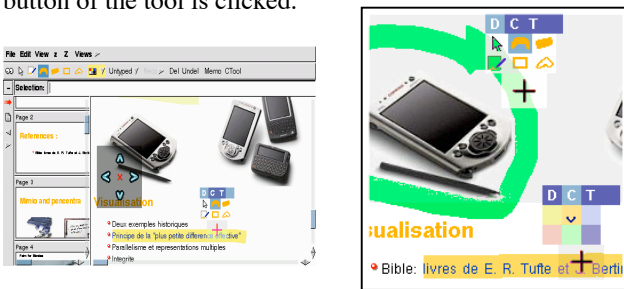 button of the tool is clicked.
File Edit View z Z Views
Untyped / Del Undel Memo CTool
Selection:
Page 2
References :
Page 3
Mimio and pensentra
Page 4
X
D C T
Visualisation
Deux exemples historiques
Principe de la "plus petite différence effective"
Parallelisme et representations multiples
Integrite
D C T
D C T
sualisation
Bible: livres de E. R. Tufte et J. Bertin